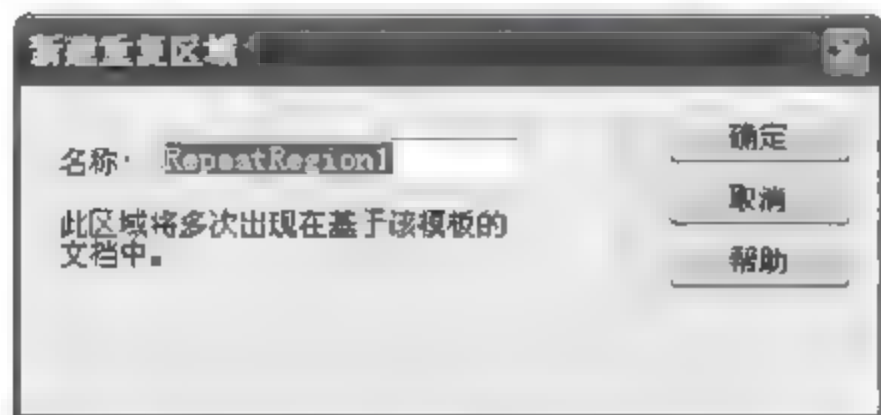 新建重复区域
名称: RepeatRegion1
此区域将多次出现在基于该模板的
文档中。
确定
取消
帮助